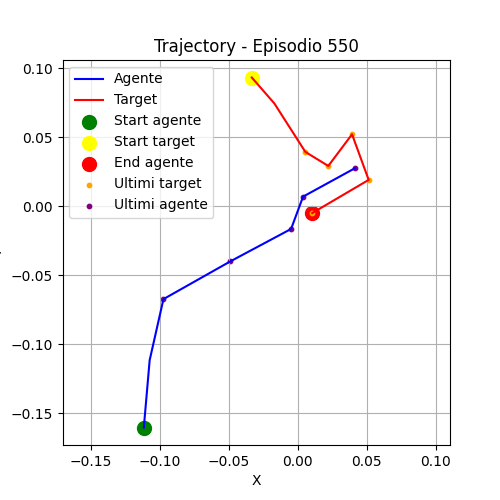 Trajectory - Episodio 550
Agente
Target
Start agente
Start target
End agente
Ultimi target
Ultimi agente
0.10
0.05
0.00
−0.05
−0.10
−0.15
−0.15 −0.10 −0.05 0.00 0.05 0.10
X